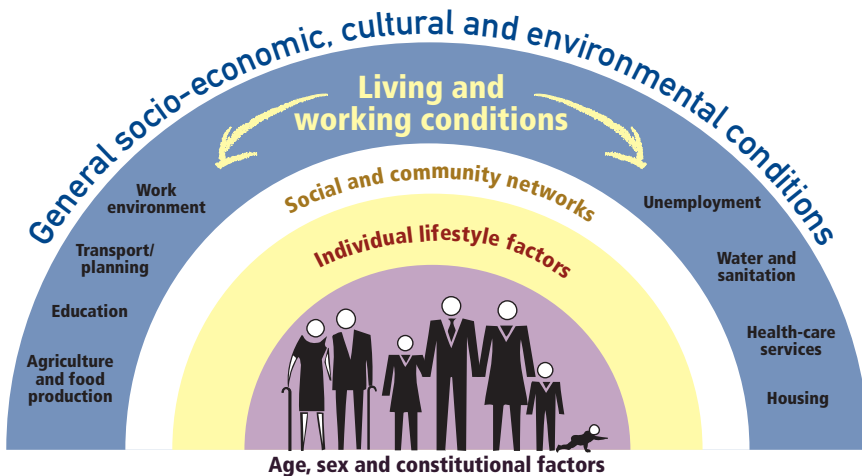 General socio-economic, cultural and environmental conditions
Living and
working conditions
Social and community networks
Individual lifestyle factors
Work
environment
Transport/
planning
Education
Agriculture
and food
production
Unemployment
Water and
sanitation
Health-care
services
Housing
Age, sex and constitutional factors